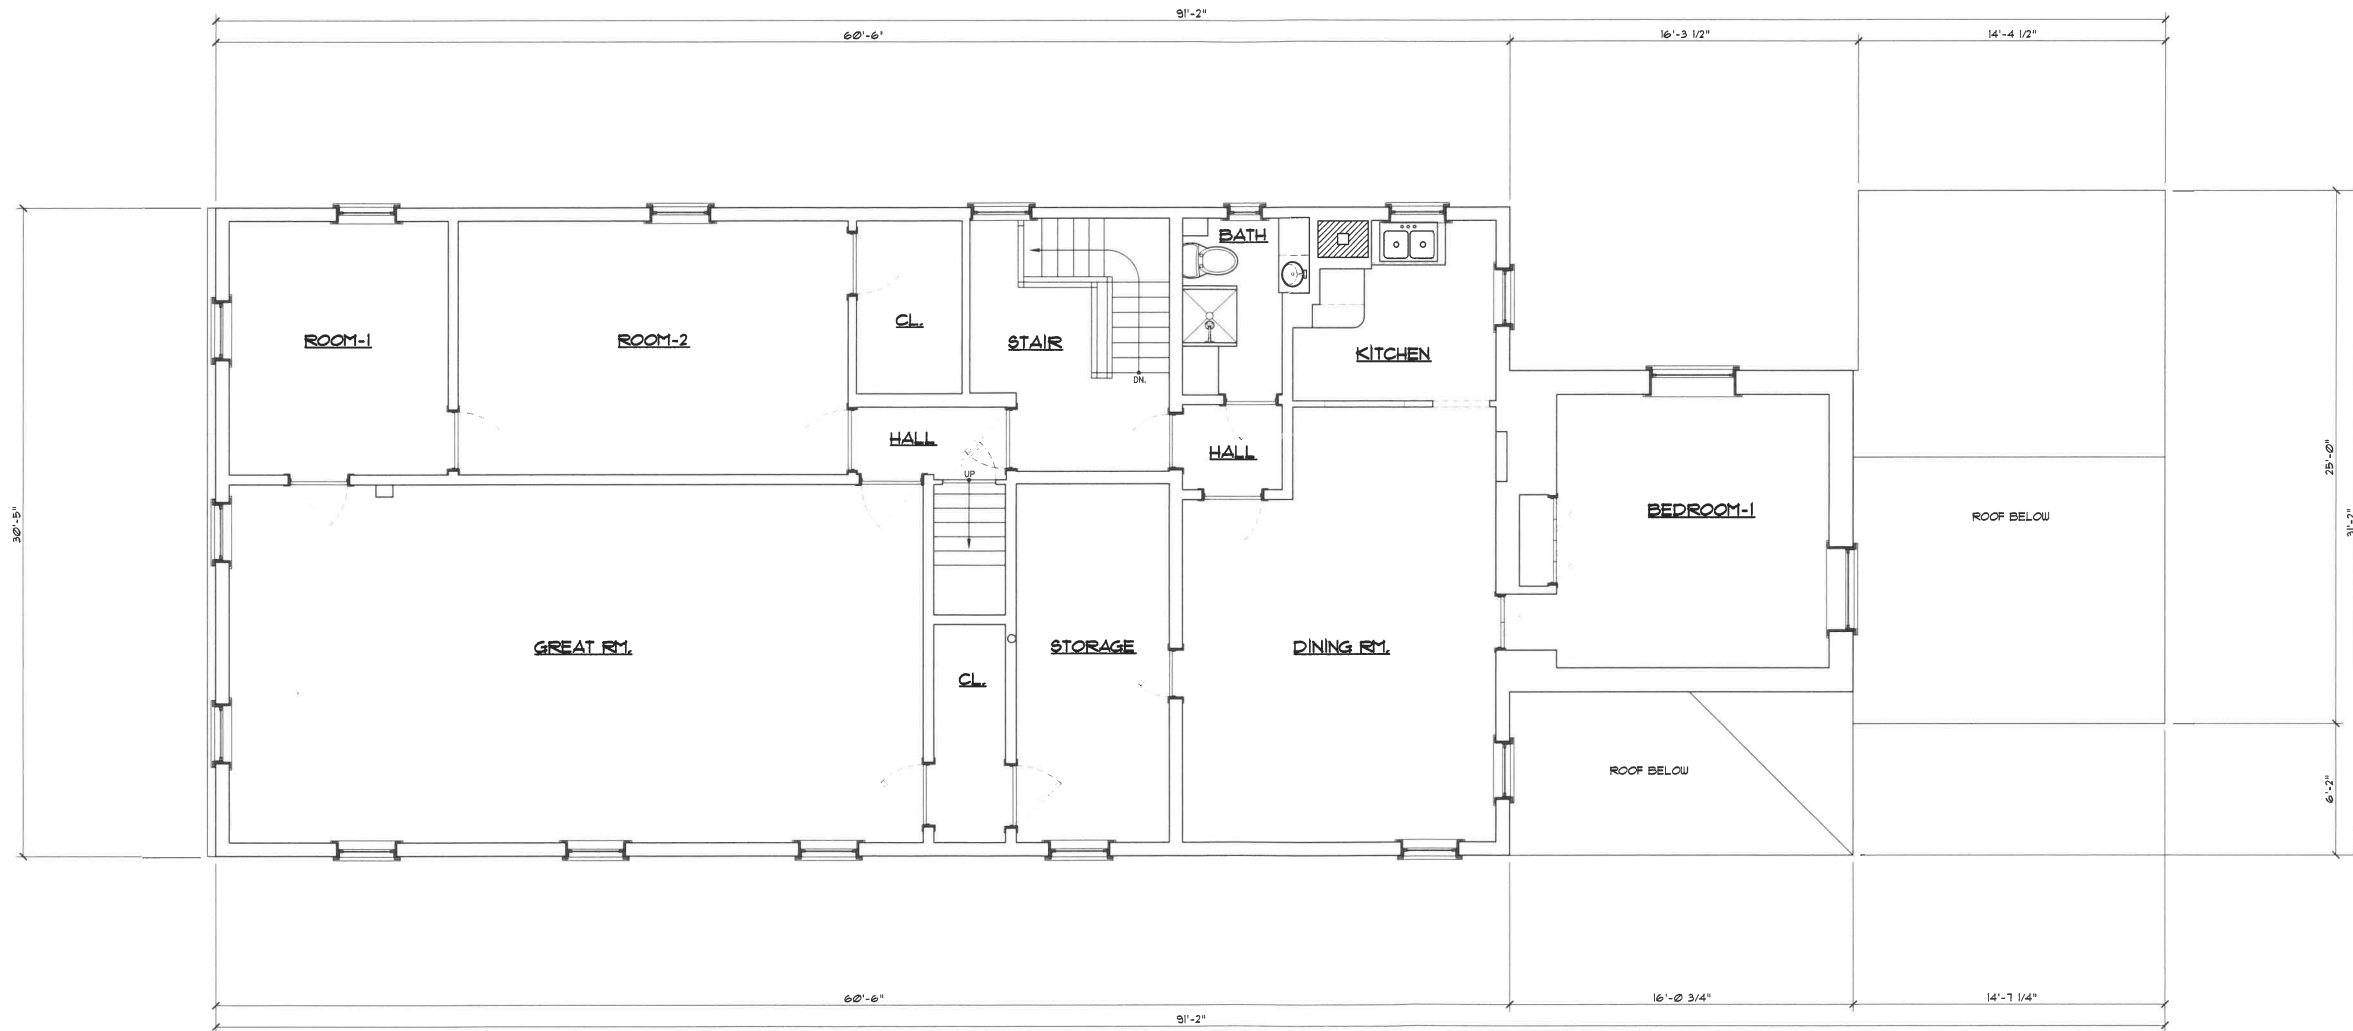 91'-2"
60'-6"
16'-3 1/2"
14'-4 1/2"
BATH
CL.
ROOM-1
ROOM-2
STAIR
KITCHEN
DN.
HALL
HALL
UP
30'-5"
25'-0"
31'-2"
BEDROOM-1
ROOF BELOW
GREAT RM.
STORAGE
DINING RM.
CL.
ROOF BELOW
6'-2"
60'-6"
16'-0 3/4"
14'-7 1/4"
91'-2"